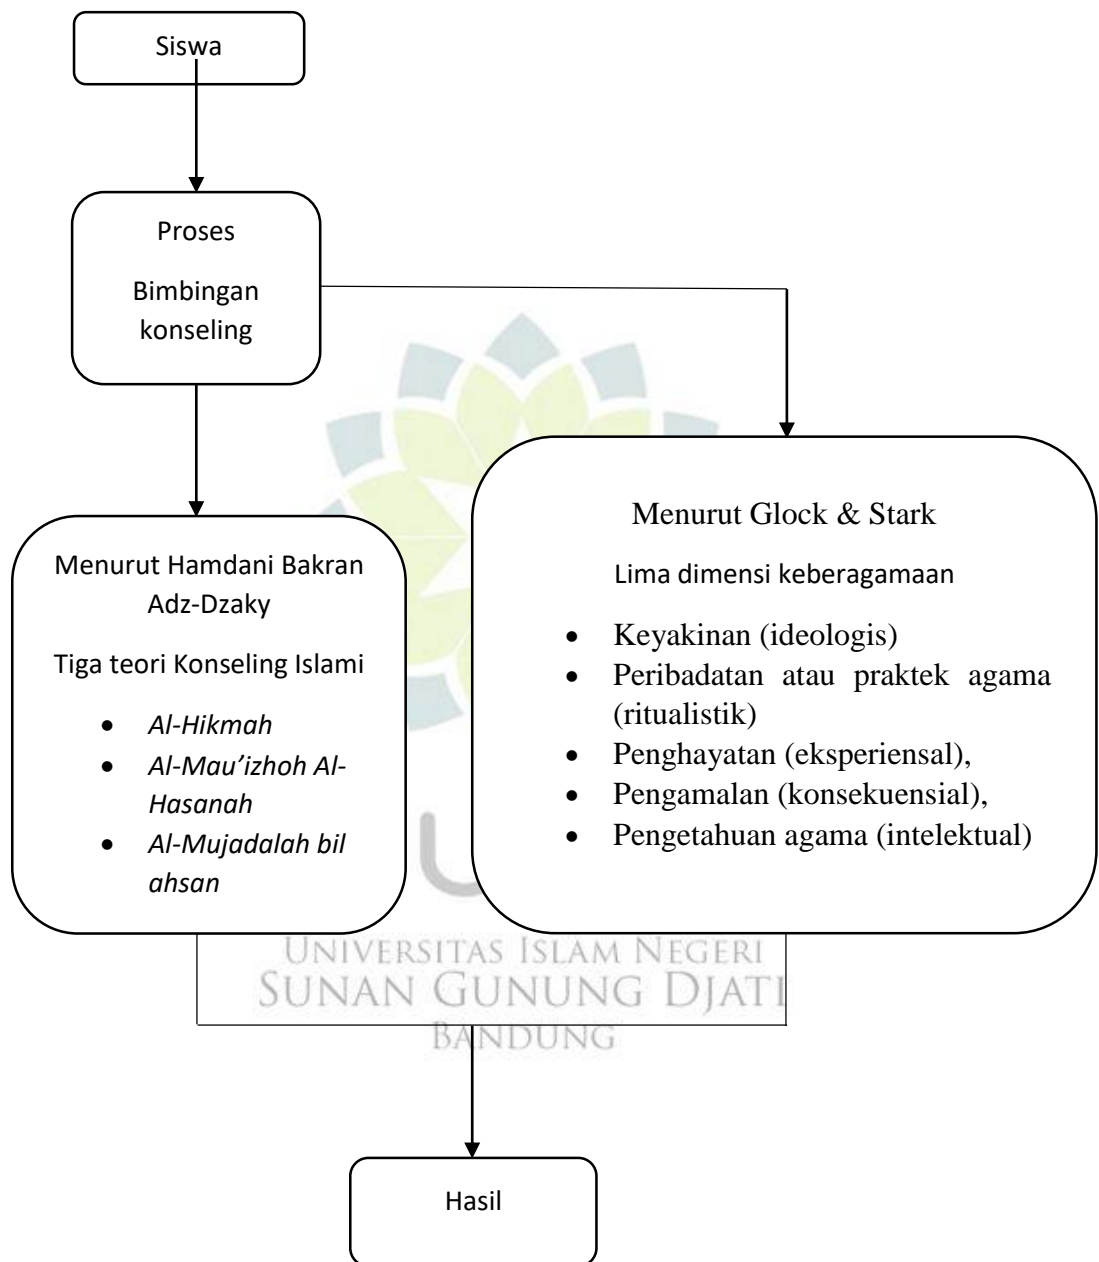 Siswa
Proses
Bimbingan
konseling
Menurut Hamdani Bakran
Adz-Dzaky
Tiga teori Konseling Islami
• Al-Hikmah
• Al-Mau’izhoh Al-
Hasanah
• Al-Mujadalah bil
ahsan
Menurut Glock & Stark
Lima dimensi keberagamaan
• Keyakinan (ideologis)
• Peribadatan atau praktek agama
(ritualistik)
• Penghayatan (eksperiensal),
• Pengamalan (konsekuensial),
• Pengetahuan agama (intelektual)
UNIVERSITAS ISLAM NEGERI
SUNAN GUNUNG DJATI
BANDUNG
Hasil